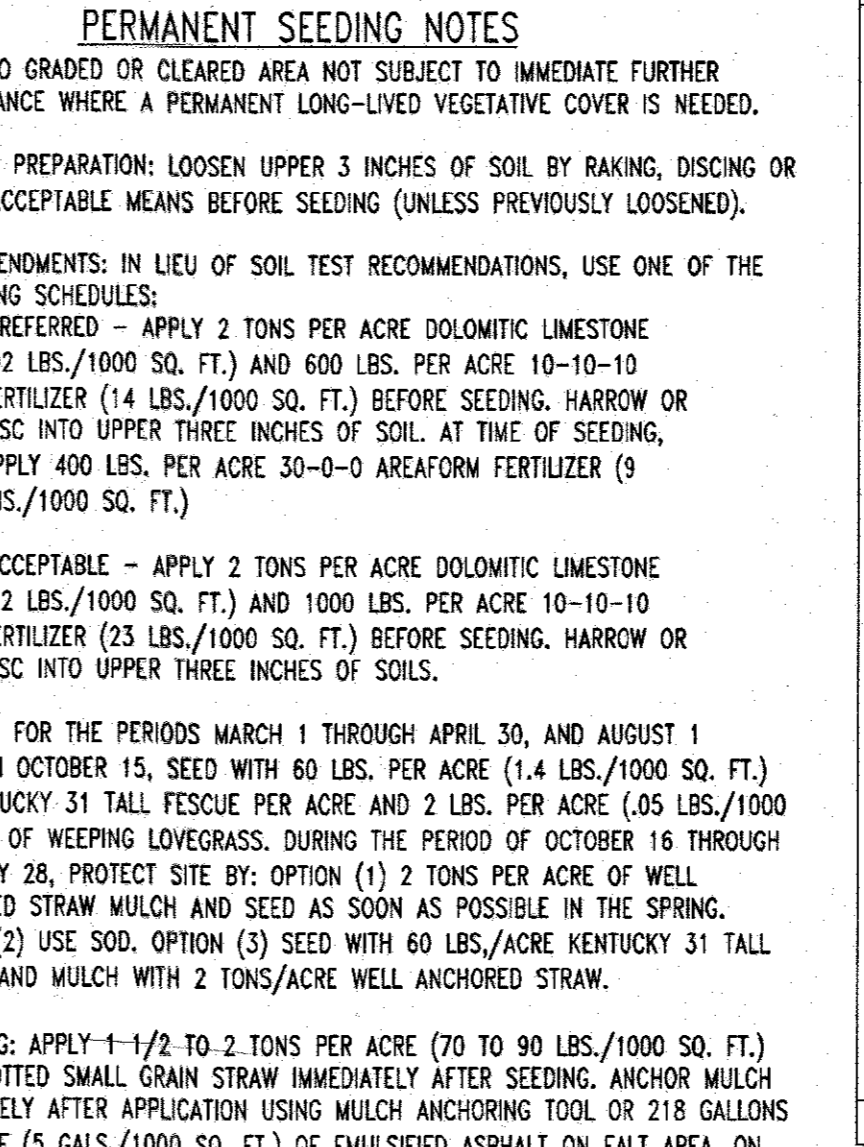 PERMANENT SEEDING NOTES
O GRADED OR CLEARED AREA NOT SUBJECT TO IMMEDIATE FURTHER
ANCE WHERE A PERMANENT LONG-LIVED VEGETATIVE COVER IS NEEDED.
PREPARATION: LOOSEN UPPER 3 INCHES OF SOIL BY RAKING, DISCING OR
CCEPTABLE MEANS BEFORE SEEDING (UNLESS PREVIOUSLY LOOSENED).
ENDMENTS: IN LIEU OF SOIL TEST RECOMMENDATIONS, USE ONE OF THE
NG SCHEDULES:
REFERRED - APPLY 2 TONS PER ACRE DOLOMITIC LIMESTONE
2 LBS./1000 SQ. FT.) AND 600 LBS. PER ACRE 10-10-10
ERTILIZER (14 LBS./1000 SQ. FT.) BEFORE SEEDING. HARROW OR
SC INTO UPPER THREE INCHES OF SOIL. AT TIME OF SEEDING,
PPLY 400 LBS. PER ACRE 30-0-0 AREAFORM FERTILIZER (9
BS./1000 SQ. FT.)
CCEPTABLE - APPLY 2 TONS PER ACRE DOLOMITIC LIMESTONE
2 LBS./1000 SQ. FT.) AND 1000 LBS. PER ACRE 10-10-10
ERTILIZER (23 LBS./1000 SQ. FT.) BEFORE SEEDING. HARROW OR
SC INTO UPPER THREE INCHES OF SOILS.
FOR THE PERIODS MARCH 1 THROUGH APRIL 30, AND AUGUST 1
H OCTOBER 15, SEED WITH 60 LBS. PER ACRE (1.4 LBS./1000 SQ. FT.)
UCKY 31 TALL FESCUE PER ACRE AND 2 LBS. PER ACRE (.05 LBS./1000
OF WEEPING LOVEGRASS. DURING THE PERIOD OF OCTOBER 16 THROUGH
Y 28, PROTECT SITE BY: OPTION (1) 2 TONS PER ACRE OF WELL
ED STRAW MULCH AND SEED AS SOON AS POSSIBLE IN THE SPRING.
(2) USE SOD. OPTION (3) SEED WITH 60 LBS,/ACRE KENTUCKY 31 TALL
AND MULCH WITH 2 TONS/ACRE WELL ANCHORED STRAW.
G: APPLY 1 1/2 TO 2 TONS PER ACRE (70 TO 90 LBS./1000 SQ. FT.)
OTTED SMALL GRAIN STRAW IMMEDIATELY AFTER SEEDING. ANCHOR MULCH
ELY AFTER APPLICATION USING MULCH ANCHORING TOOL OR 218 GALLONS
E (5 GALS./1000 SQ. FT.) OF EMULSIFIED ASPHALT ON FALT AREA. ON